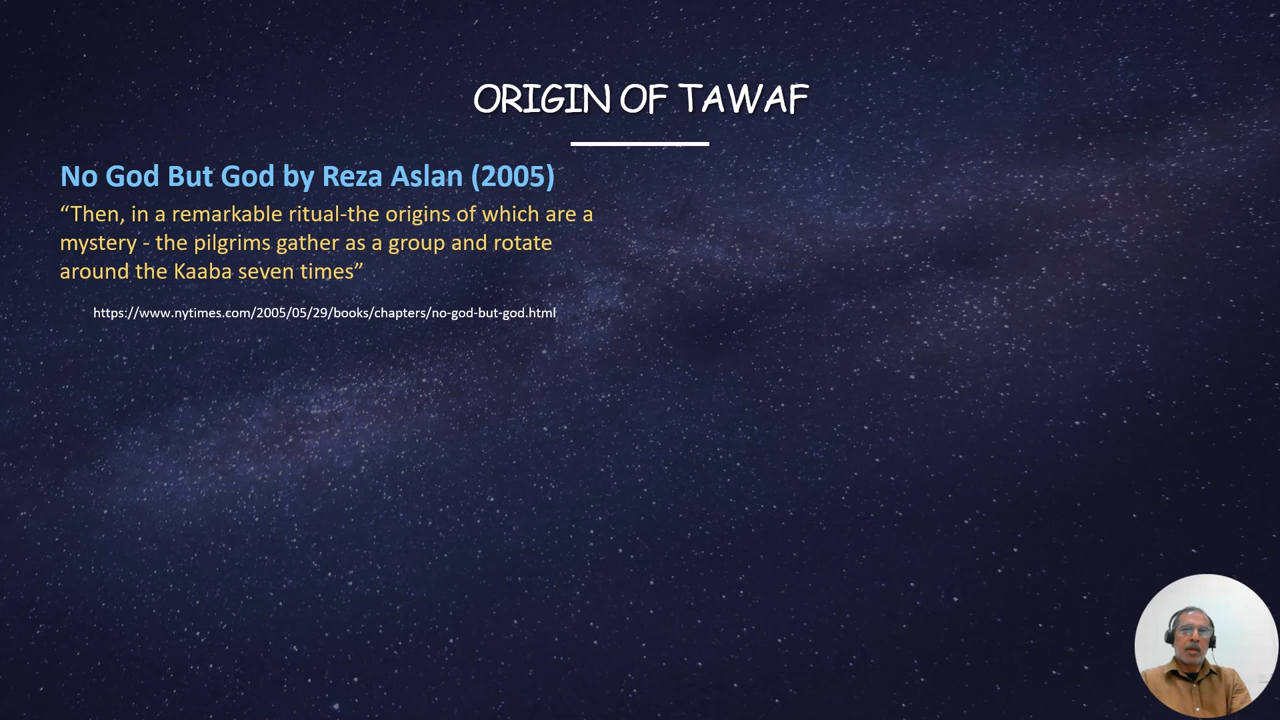 ORIGIN OF TAWAF
No God But God by Reza Aslan (2005)
“Then, in a remarkable ritual-the origins of which are a
mystery - the pilgrims gather as a group and rotate
around the Kaaba seven times”
https://www.nytimes.com/2005/05/29/books/chapters/no-god-but-god.html